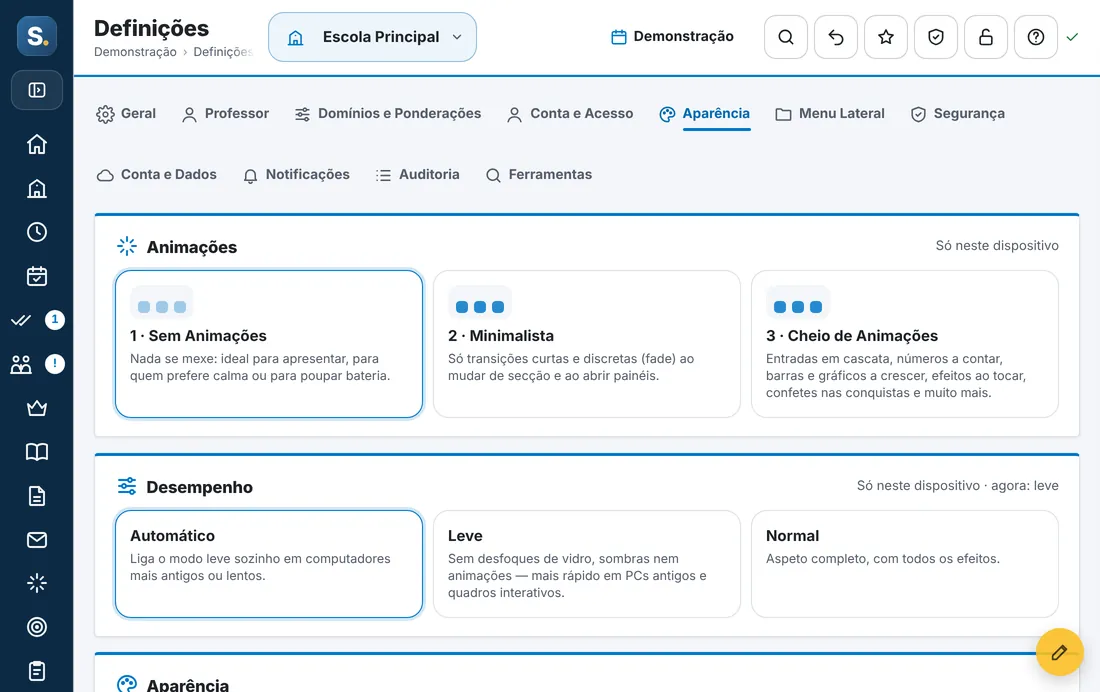 S.
Definições
Demonstração › Definições
Escola Principal
Demonstração
Geral
Professor
Domínios e Ponderações
Conta e Acesso
Aparência
Menu Lateral
Segurança
Conta e Dados
Notificações
Auditoria
Ferramentas
1
!
Animações
Só neste dispositivo
1 · Sem Animações
Nada se mexe: ideal para apresentar, para
quem prefere calma ou para poupar bateria.
2 · Minimalista
Só transições curtas e discretas (fade) ao
mudar de secção e ao abrir painéis.
3 · Cheio de Animações
Entradas em cascata, números a contar,
barras e gráficos a crescer, efeitos ao tocar,
confetes nas conquistas e muito mais.
Desempenho
Só neste dispositivo · agora: leve
Automático
Liga o modo leve sozinho em computadores
mais antigos ou lentos.
Leve
Sem desfoques de vidro, sombras nem
animações — mais rápido em PCs antigos e
quadros interativos.
Normal
Aspeto completo, com todos os efeitos.
Aparência